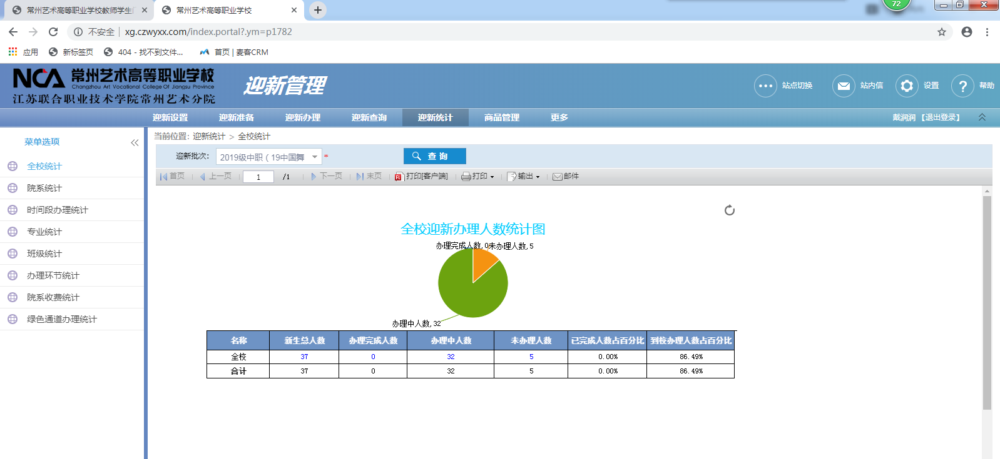 常州艺术高等职业学校教师学生 常州艺术高等职业学校
72
不安全 xg.czwyxx.com/index.portal?.ym=p1782
应用 新标签页 404 - 找不到文件... 首页 | 麦客CRM
NCA 常州艺术高等职业学校
Changzhou Art Vocational College Of Jiangsu Province
江苏联合职业技术学院常州艺术分院
迎新管理
··· 站点切换 站内信 设置 ? 帮助
迎新设置 迎新准备 迎新办理 迎新查询 迎新统计 商品管理 更多
戴润润 【退出登录】
菜单选项
全校统计
院系统计
时间段办理统计
专业统计
班级统计
办理环节统计
院系收费统计
绿色通道办理统计
当前位置: 迎新统计 > 全校统计
迎新批次: 2019级中职 ( 19中国舞 * 查 询
首页 上一页 1 /1 下一页 末页 打印[客户端] 打印 输出 邮件
全校迎新办理人数统计图
办理完成人数,0 未办理人数,5
办理中人数,32
名称 新生总人数 办理完成人数 办理中人数 未办理人数 已完成人数占百分比 到校办理人数占百分比
全校 37 0 32 5 0.00% 86.49%
合计 37 0 32 5 0.00% 86.49%